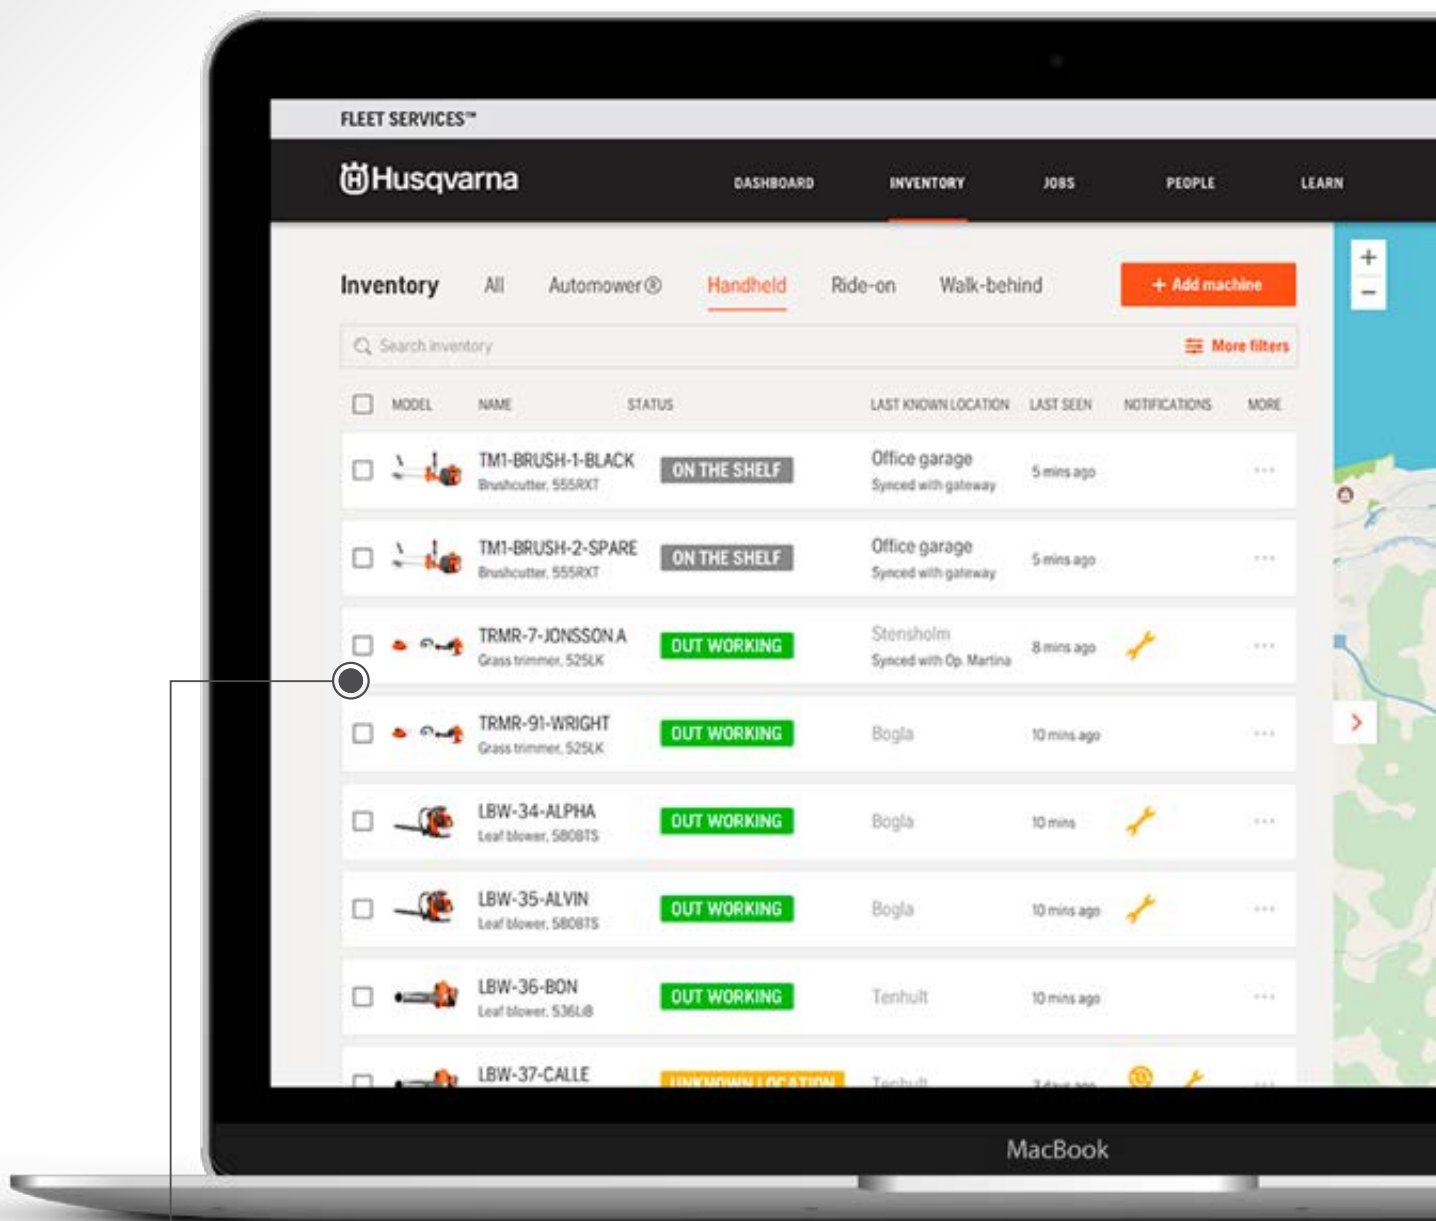 FLEET SERVICES™
Husqvarna DASHBOARD INVENTORY JOBS PEOPLE LEARN
Inventory All Automower® Handheld Ride-on Walk-behind + Add machine
Search inventory More filters
MODEL NAME STATUS LAST KNOWN LOCATION LAST SEEN NOTIFICATIONS MORE
TM1-BRUSH-1-BLACK ON THE SHELF Office garage 5 mins ago
Brushcutter, 555RXT Synced with gateway
TM1-BRUSH-2-SPARE ON THE SHELF Office garage 5 mins ago
Brushcutter, 555RXT Synced with gateway
TRMR-7-JONSSON.A OUT WORKING Stensholm 8 mins ago
Grass trimmer, 525LK Synced with Op. Martina
TRMR-91-WRIGHT OUT WORKING Bogla 10 mins ago
Grass trimmer, 525LK
LBW-34-ALPHA OUT WORKING Bogla 10 mins
Leaf blower, 580BTS
LBW-35-ALVIN OUT WORKING Bogla 10 mins ago
Leaf blower, 580BTS
LBW-36-BON OUT WORKING Tenhult 10 mins ago
Leaf blower, 536LiB
LBW-37-CALLE UNKNOWN LOCATION Tenhult
MacBook